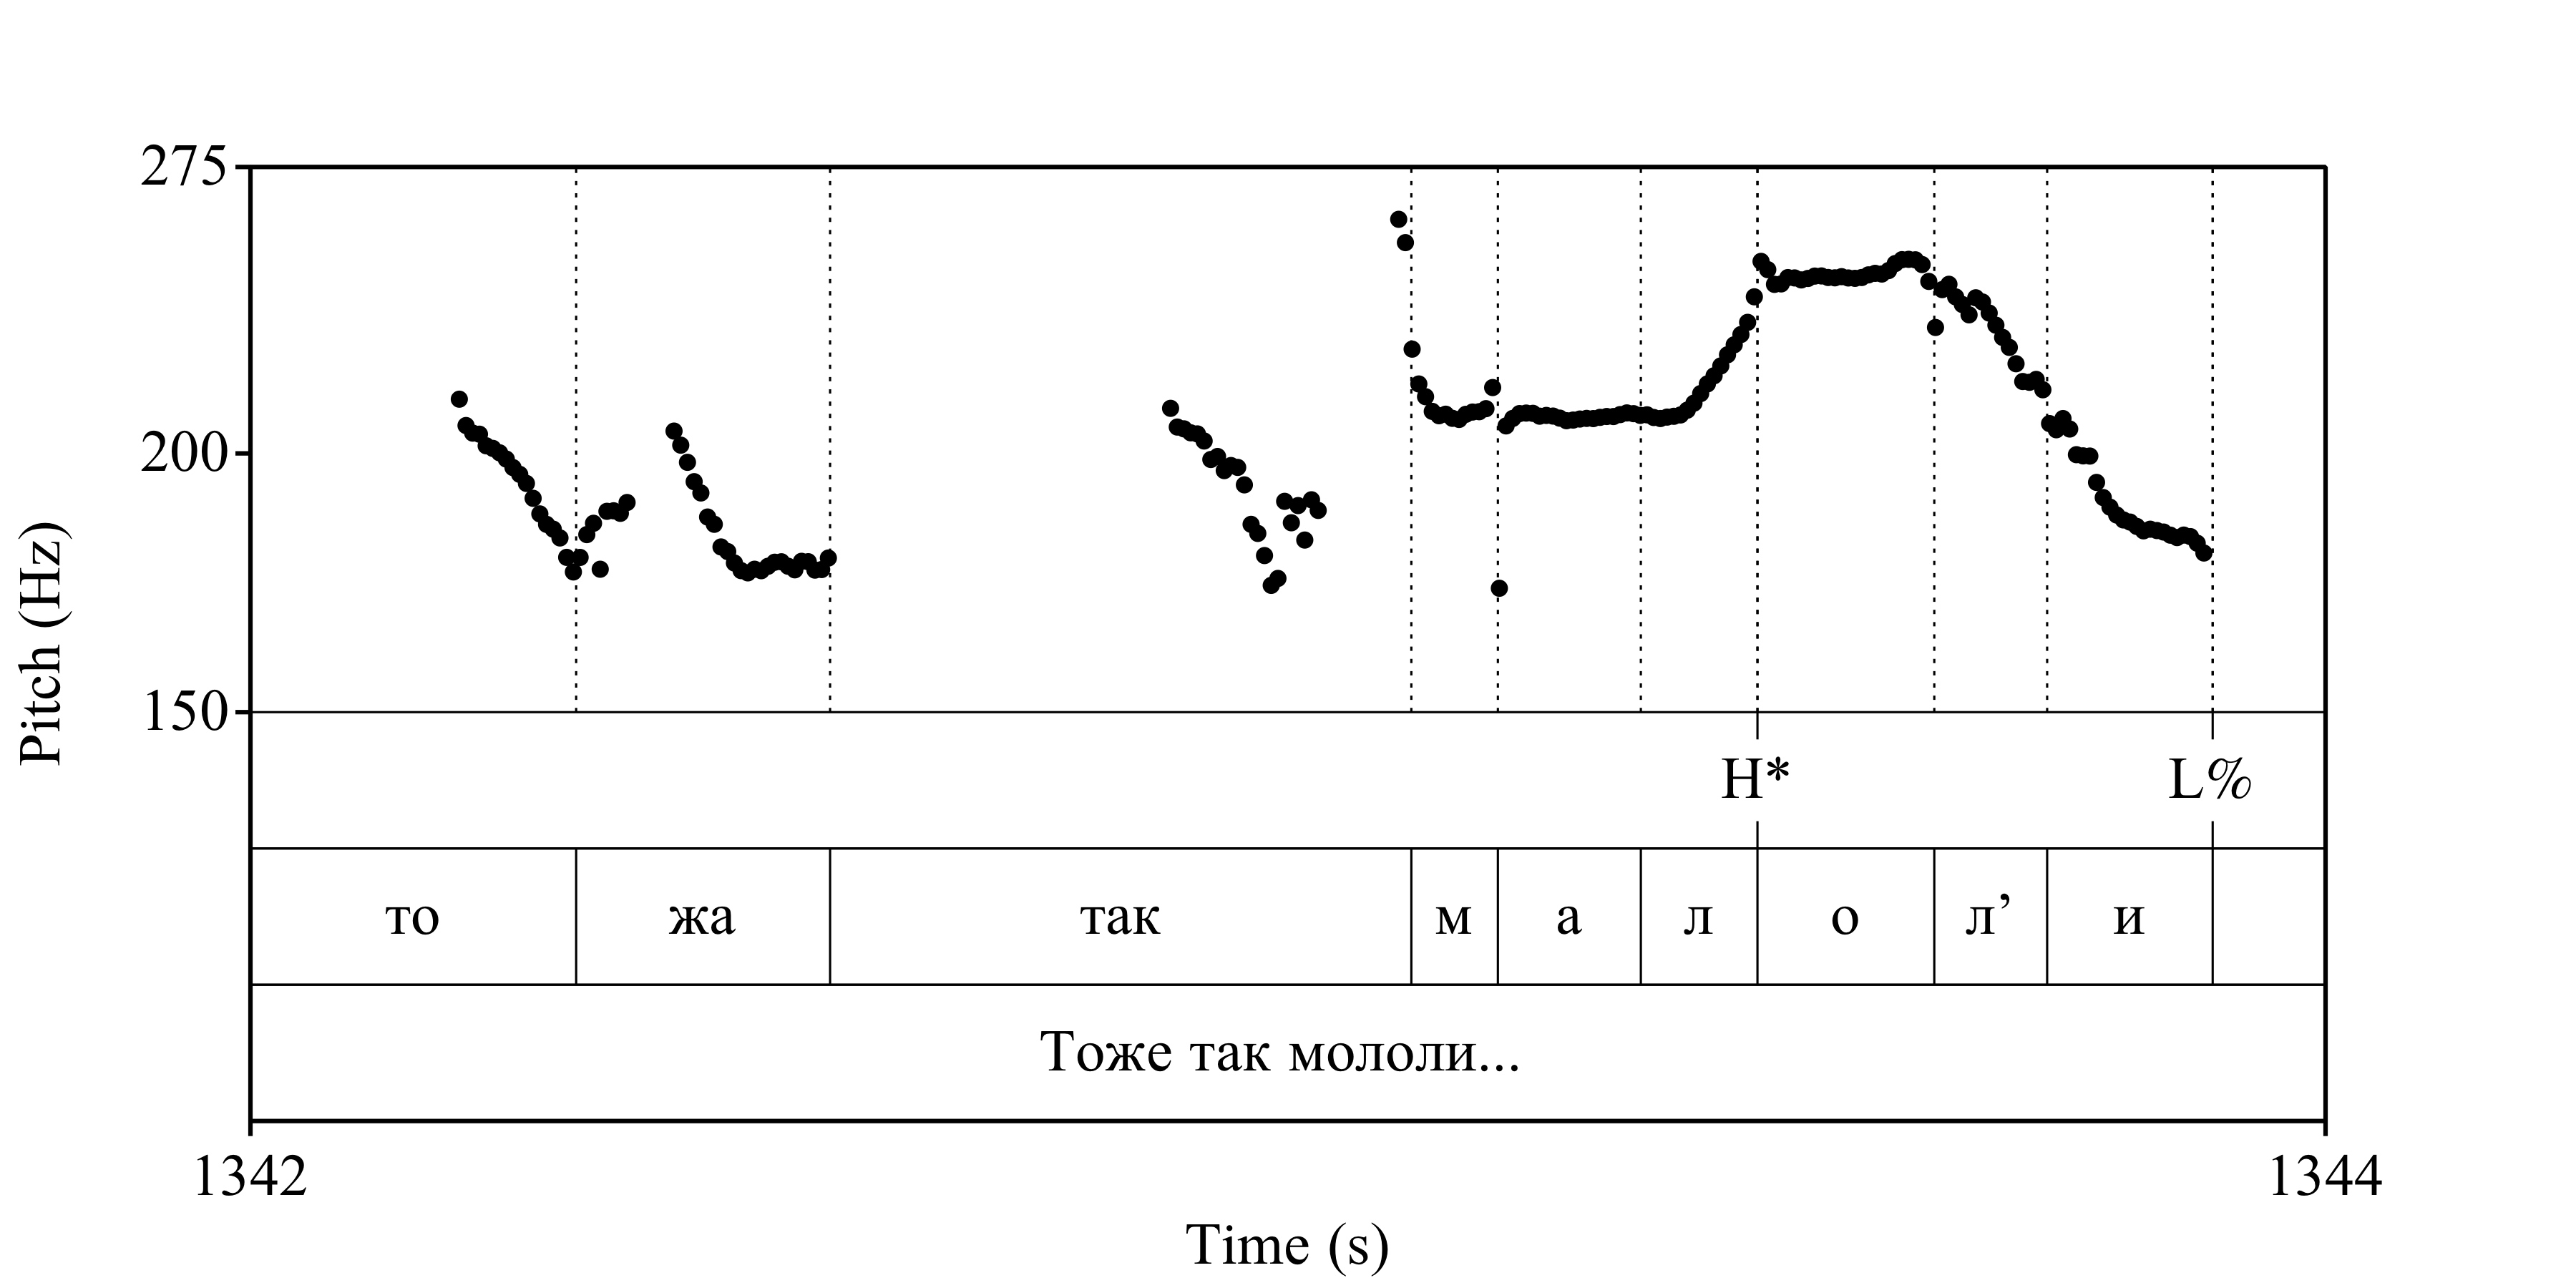 275
200
150
Pitch (Hz)
H* L%
то жа так м а л о л’ и
Тоже так мололи...
1342 1344
Time (s)